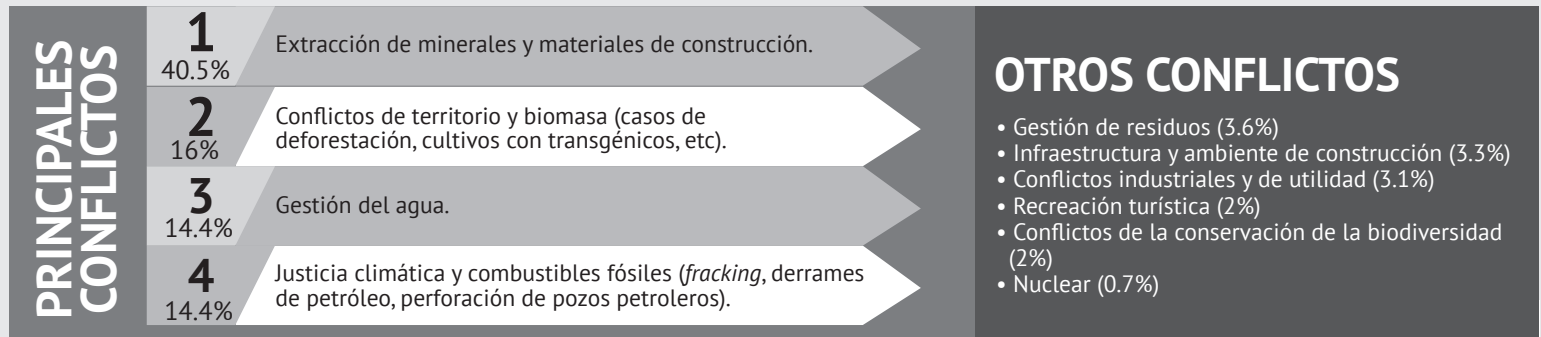 PRINCIPALES
CONFLICTOS
1
40.5%
Extracción de minerales y materiales de construcción.
2
16%
Conflictos de territorio y biomasa (casos de
deforestación, cultivos con transgénicos, etc).
3
14.4%
Gestión del agua.
4
14.4%
Justicia climática y combustibles fósiles (fracking, derrames
de petróleo, perforación de pozos petroleros).
OTROS CONFLICTOS
• Gestión de residuos (3.6%)
• Infraestructura y ambiente de construcción (3.3%)
• Conflictos industriales y de utilidad (3.1%)
• Recreación turística (2%)
• Conflictos de la conservación de la biodiversidad
(2%)
• Nuclear (0.7%)